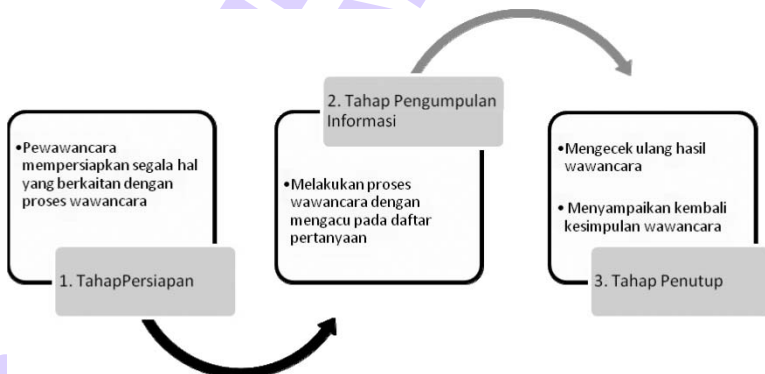 •Pewawancara
mempersiapkan segala hal
yang berkaitan dengan
proses wawancara
1. TahapPersiapan
2. Tahap Pengumpulan
Informasi
•Melakukan proses
wawancara dengan
mengacu pada daftar
pertanyaan
•Mengecek ulang hasil
wawancara
• Menyampaikan kembali
kesimpulan wawancara
3. Tahap Penutup